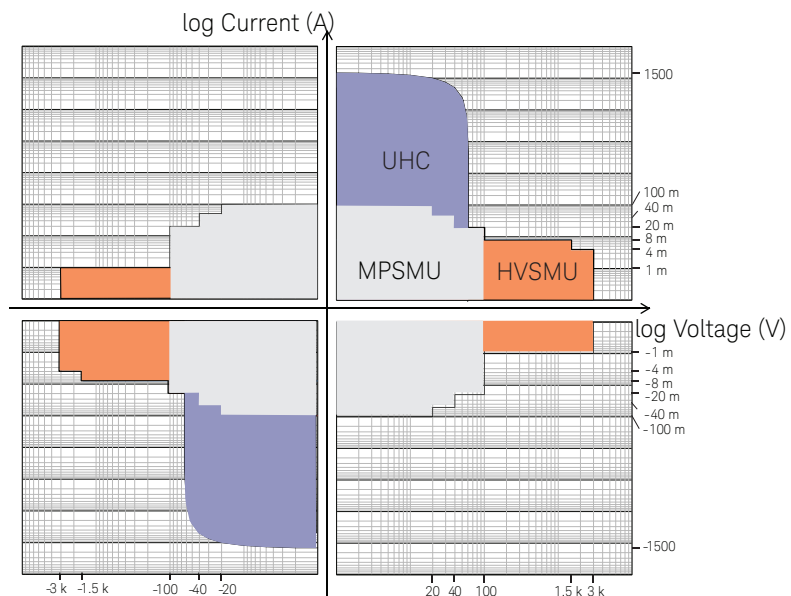 log Current (A)
1500
UHC
100 m
40 m
20 m
8 m
4 m
1 m
MPSMU
HVSMU
log Voltage (V)
-1 m
-4 m
-8 m
-20 m
-40 m
-100 m
-1500
-3 k -1.5 k -100 -40 -20
20 40 100 1.5 k 3 k